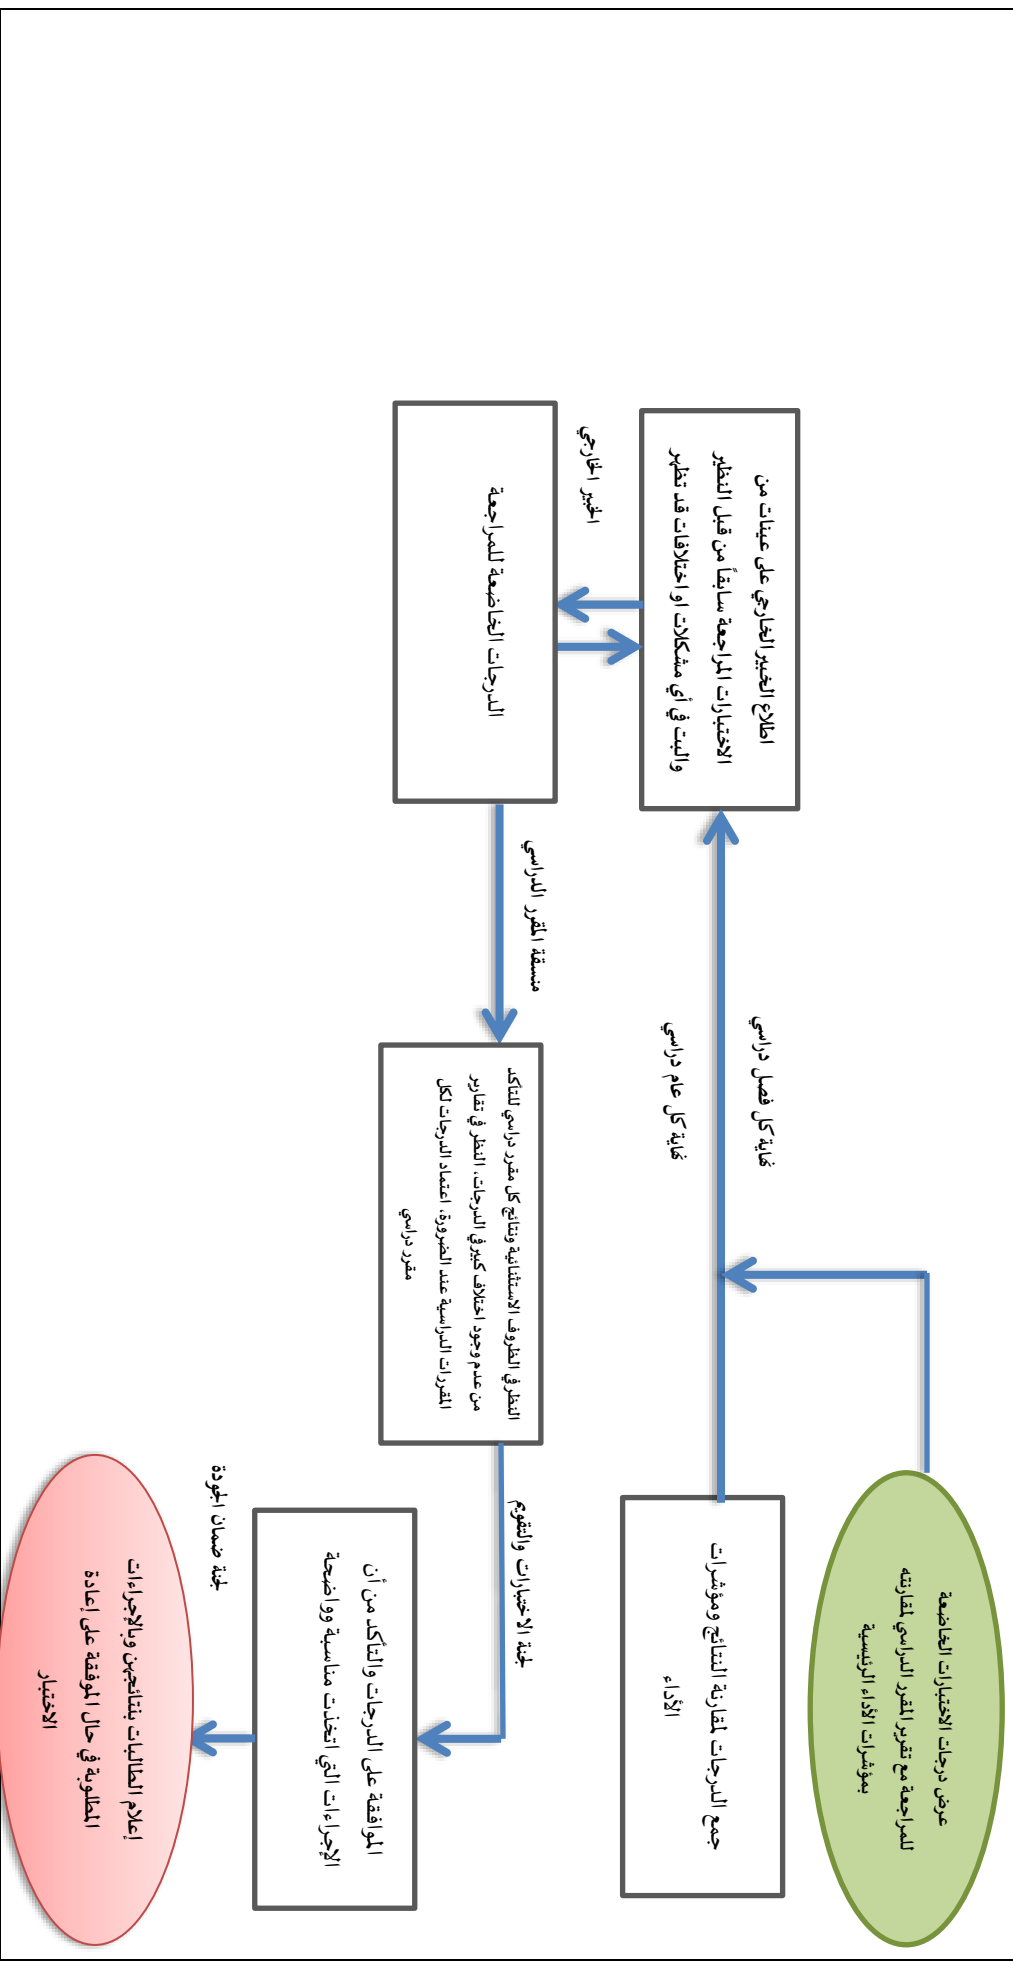 عرض درجات الاختبارات الخاضعة
للمراجعة مع تقرير المقرر الدراسي لمقارنته
بمؤشرات الأداء الرئيسية
جمع الدرجات لمقارنة النتائج ومؤشرات
الأداء
نهاية كل فصل دراسي
نهاية كل عام دراسي
اطلاع الخبير الخارجي على عينات من
الاختبارات المراجعة سابقاً من قبل النظير
والبت في أي مشكلات او اختلافات قد تظهر
الخبير الخارجي
الدرجات الخاضعة للمراجعة
منسقة المقرر الدراسي
النظر في الظروف الاستثنائية ونتائج كل مقرر دراسي للتأكد
من عدم وجود اختلاف كبير في الدرجات، النظر في تقارير
المقررات الدراسية عند الضرورة، اعتماد الدرجات لكل
مقرر دراسي
لجنة الاختبارات والتقويم
الموافقة على الدرجات والتأكد من أن
الإجراءات التي اتخذت مناسبة وواضحة
لجنة ضمان الجودة
إعلام الطالبات بنتائجهن وبالإجراءات
المطلوبة في حال الموفقة على إعادة
الاختبار